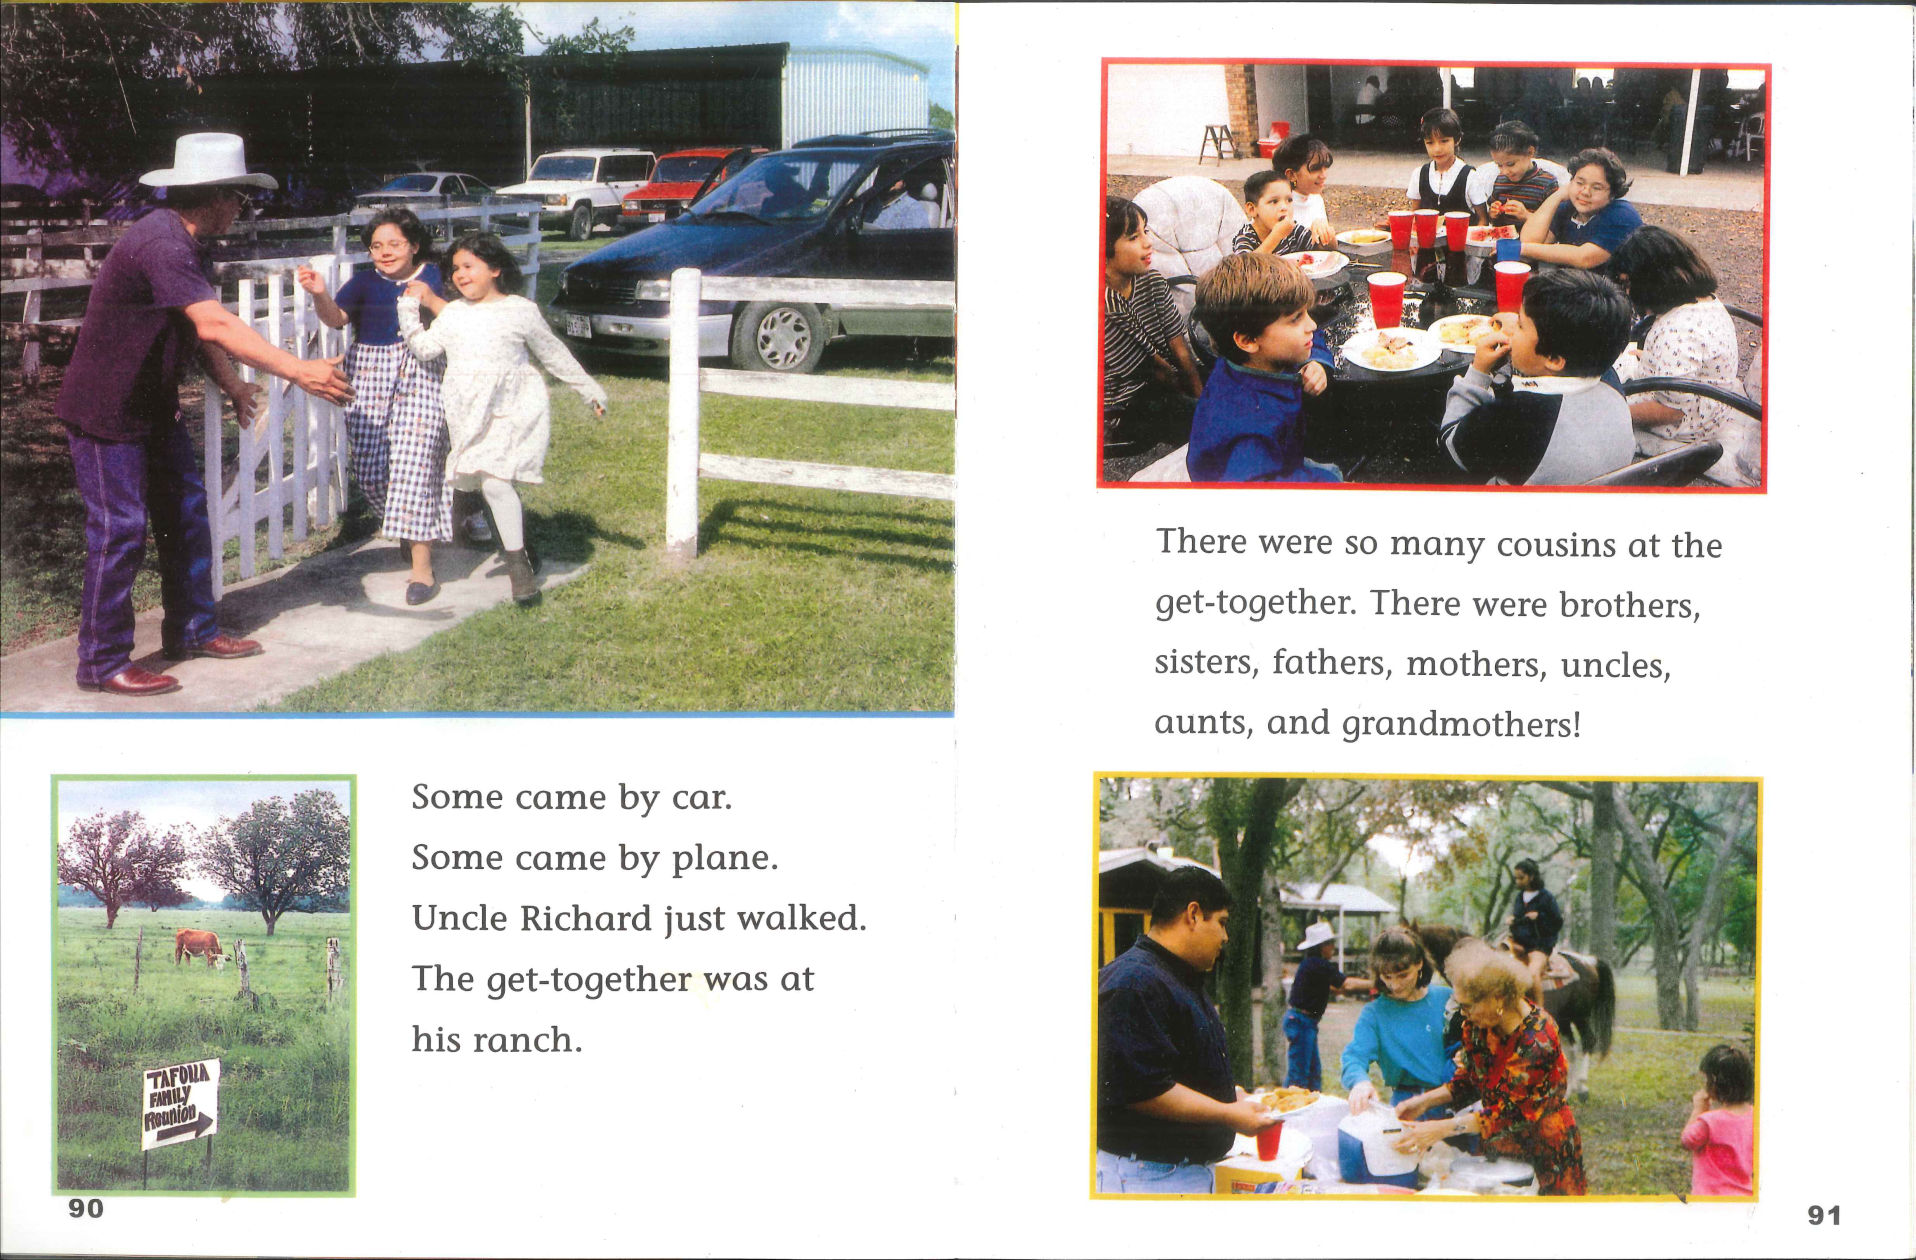 Some came by car.
Some came by plane.
Uncle Richard just walked.
The get-together was at
his ranch.
TAFOLLA
FAMILY
Reunion
90
There were so many cousins at the
get-together. There were brothers,
sisters, fathers, mothers, uncles,
aunts, and grandmothers!
91